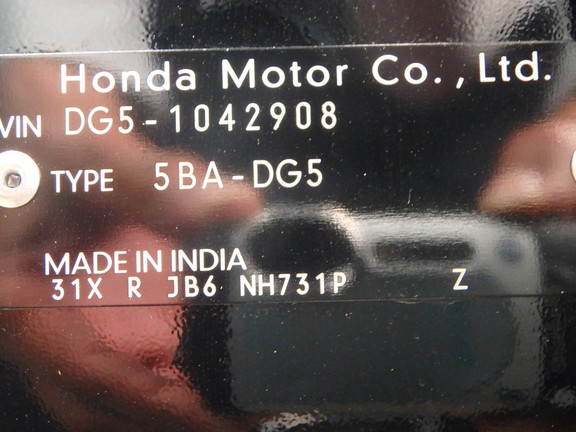 Honda Motor Co., Ltd.
VIN DG5-1042908
TYPE 5BA-DG5
MADE IN INDIA
31X R JB6 NH731P Z